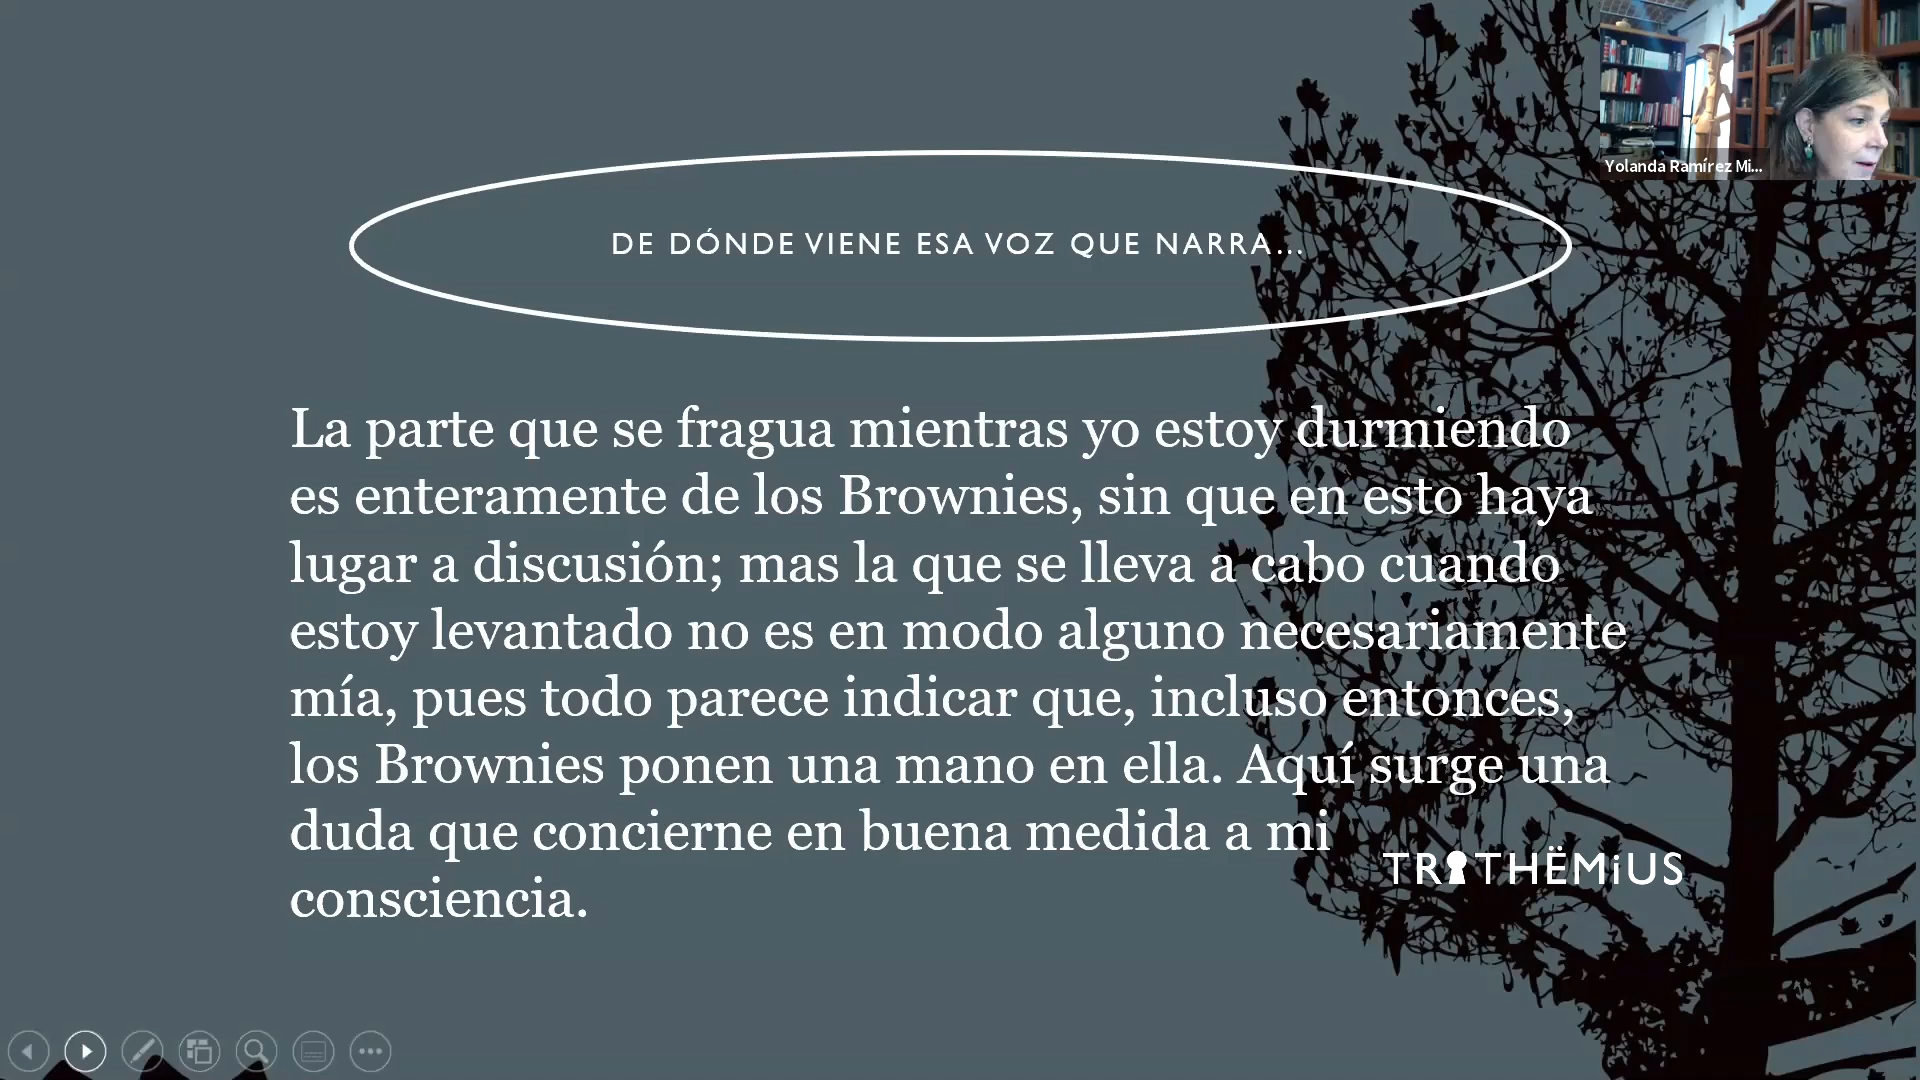 Yolanda Ramírez Mi...
DE DÓNDE VIENE ESA VOZ QUE NARRA...
La parte que se fragua mientras yo estoy durmiendo
es enteramente de los Brownies, sin que en esto haya
lugar a discusión; mas la que se lleva a cabo cuando
estoy levantado no es en modo alguno necesariamente
mía, pues todo parece indicar que, incluso entonces,
los Brownies ponen una mano en ella. Aquí surge una
duda que concierne en buena medida a mi
consciencia.
TRiTHËMiUS